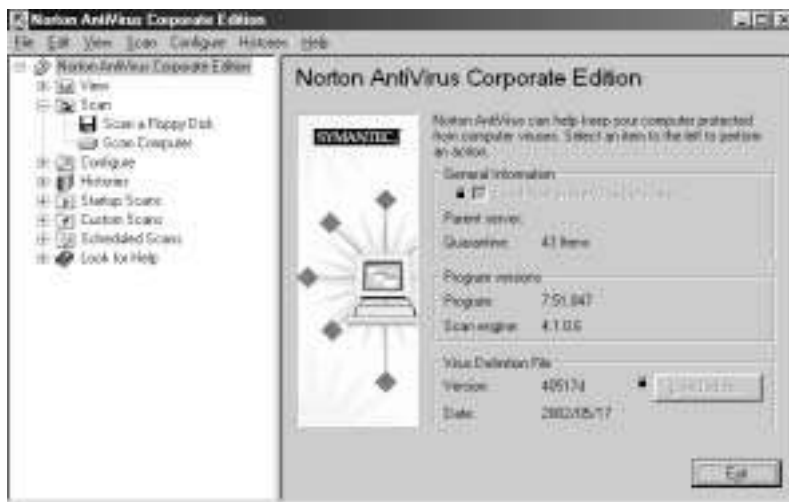 Norton AntiVirus Corporate Edition
File Edit View Scan Configure Histories Help
Norton AntiVirus Corporate Edition
View
Scan
Scan a Floppy Disk
Scan Computer
Configure
Histories
Startup Scans
Custom Scans
Scheduled Scans
Look for Help
Norton AntiVirus Corporate Edition
SYMANTEC.
Norton AntiVirus can help keep your computer protected
from computer viruses. Select an item to the left to perform
an action.
General Information
Parent server:
Quarantine: 41 Items
Program versions
Program: 7.51.847
Scan engine: 4.1.0.6
Virus Definition File
Version: 40517d
Date: 2002/05/17
Exit